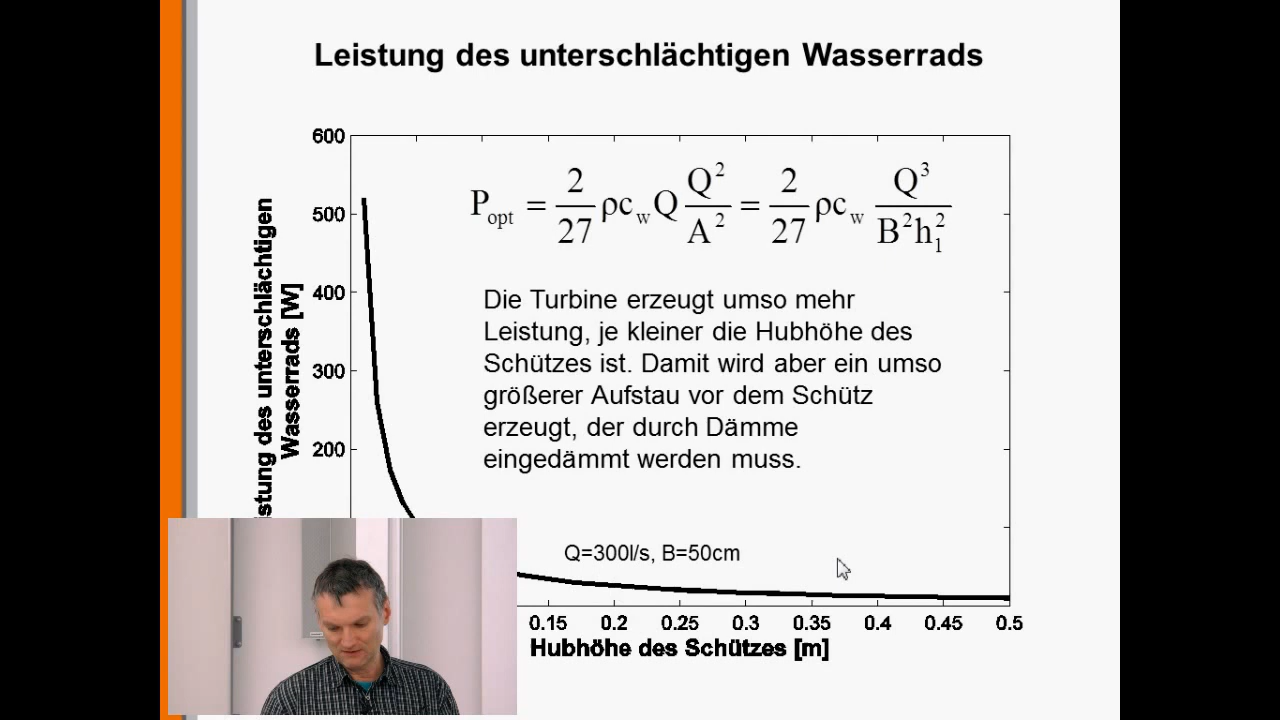 Leistung des unterschlächtigen Wasserrads
600
500
400
300
200
des unterschlächtigen
Wasserrads [W]
P_opt = 2/27 ρc_w Q Q²/A² = 2/27 ρc_w Q³/B²h₁²
Die Turbine erzeugt umso mehr
Leistung, je kleiner die Hubhöhe des
Schützes ist. Damit wird aber ein umso
größerer Aufstau vor dem Schütz
erzeugt, der durch Dämme
eingedämmt werden muss.
Q=300l/s, B=50cm
0.15 0.2 0.25 0.3 0.35 0.4 0.45 0.5
Hubhöhe des Schützes [m]